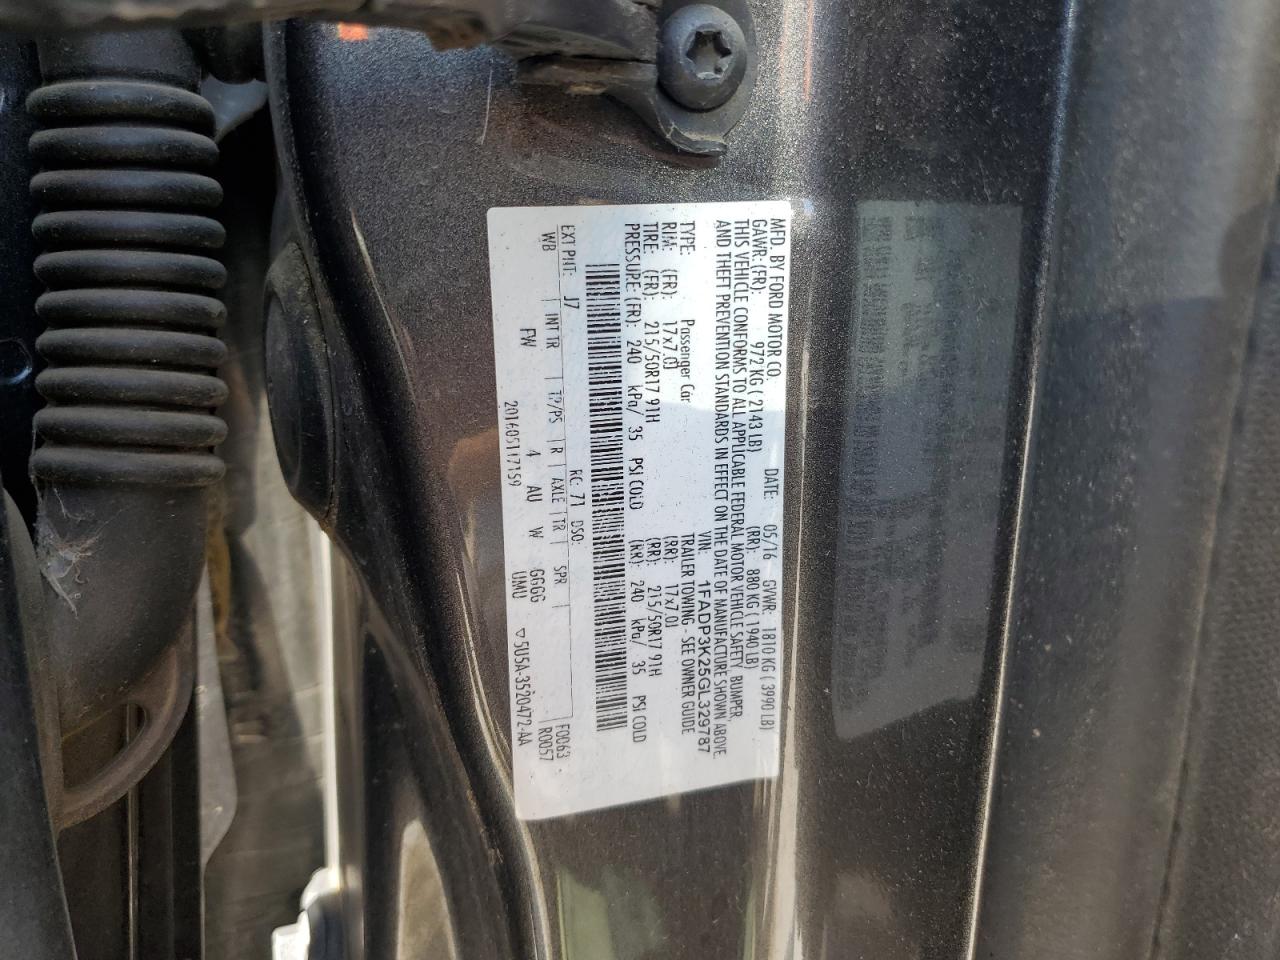 MFD. BY FORD MOTOR CO.
DATE: 05/16 GVWR: 1810 KG ( 3990 LB)
GAWR: (FR): 972 KG ( 2143 LB) (RR): 880 KG ( 1940 LB)
THIS VEHICLE CONFORMS TO ALL APPLICABLE FEDERAL MOTOR VEHICLE SAFETY, BUMPER,
AND THEFT PREVENTION STANDARDS IN EFFECT ON THE DATE OF MANUFACTURE SHOWN ABOVE.
VIN: 1FADP3K25GL329787
TYPE: Passenger Car TRAILER TOWING - SEE OWNER GUIDE
RIM: (FR): 17x7.0J (RR): 17x7.0J
TIRE: (FR): 215/50R17 91H (RR): 215/50R17 91H
PRESSURE (FR): 240 kPa/ 35 PSI COLD (RR): 240 kPa/ 35 PSI COLD
KC: 71 DSO: F0063
EXT PNT: J7 INT TR TP/PS R AXLE TR SPR R0057
WB FW 4 AU W GGGG
201605117159 UMU ▽ 5U5A-3520472-AA